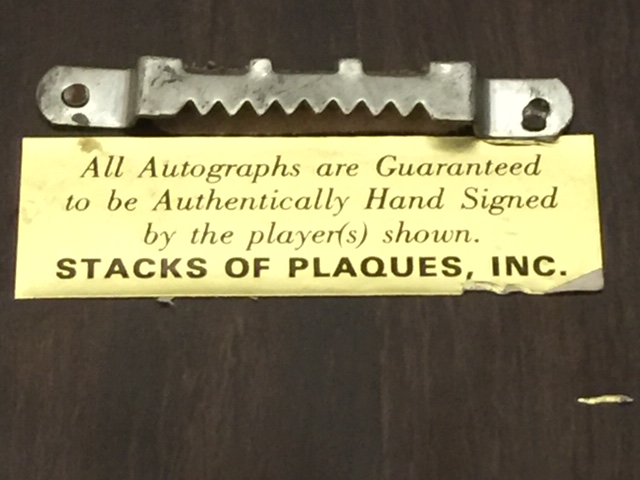 All Autographs are Guaranteed
to be Authentically Hand Signed
by the player(s) shown.
STACKS OF PLAQUES, INC.